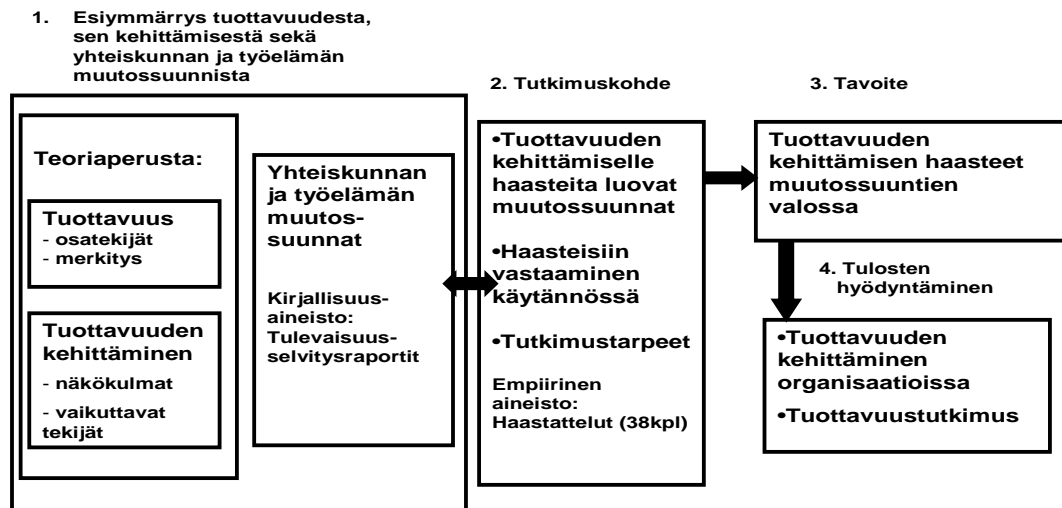 1. Esiymmärrys tuottavuudesta,
sen kehittämisestä sekä
yhteiskunnan ja työelämän
muutossuunnista
Teoriaperusta:
Tuottavuus
- osatekijät
- merkitys
Tuottavuuden
kehittäminen
- näkökulmat
- vaikuttavat
tekijät
Yhteiskunnan
ja työelämän
muutos-
suunnat
Kirjallisuus-
aineisto:
Tulevaisuus-
selvitysraportit
2. Tutkimuskohde
•Tuottavuuden
kehittämiselle
haasteita luovat
muutossuunnat
•Haasteisiin
vastaaminen
käytännössä
•Tutkimustarpeet
Empiirinen
aineisto:
Haastattelut (38kpl)
3. Tavoite
Tuottavuuden
kehittämisen haasteet
muutossuuntien
valossa
4. Tulosten
hyödyntäminen
•Tuottavuuden
kehittäminen
organisaatioissa
•Tuottavuustutkimus